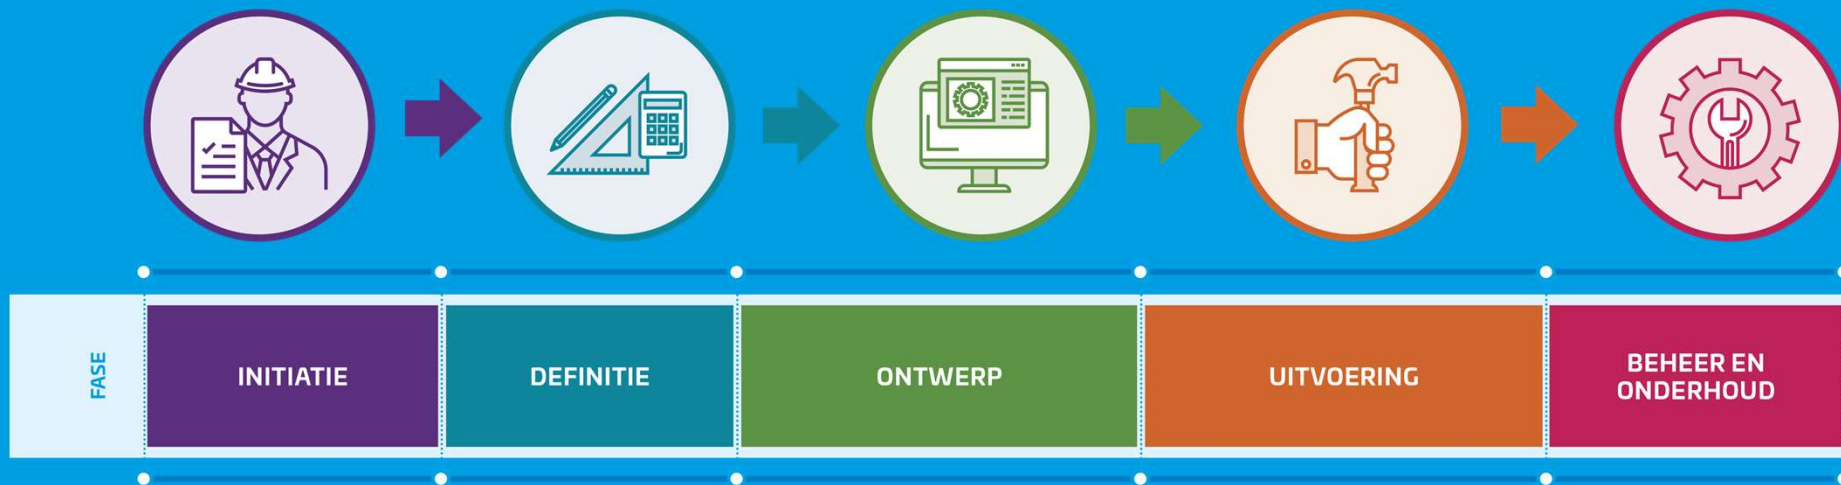 FASE
INITIATIE
DEFINITIE
ONTWERP
UITVOERING
BEHEER EN
ONDERHOUD